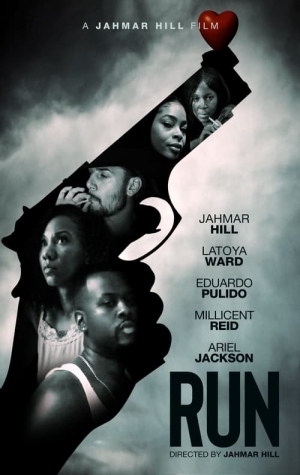 A JAHMAR HILL FILM
JAHMAR
HILL
LATOYA
WARD
EDUARDO
PULIDO
MILLICENT
REID
ARIEL
JACKSON
RUN
DIRECTED BY JAHMAR HILL